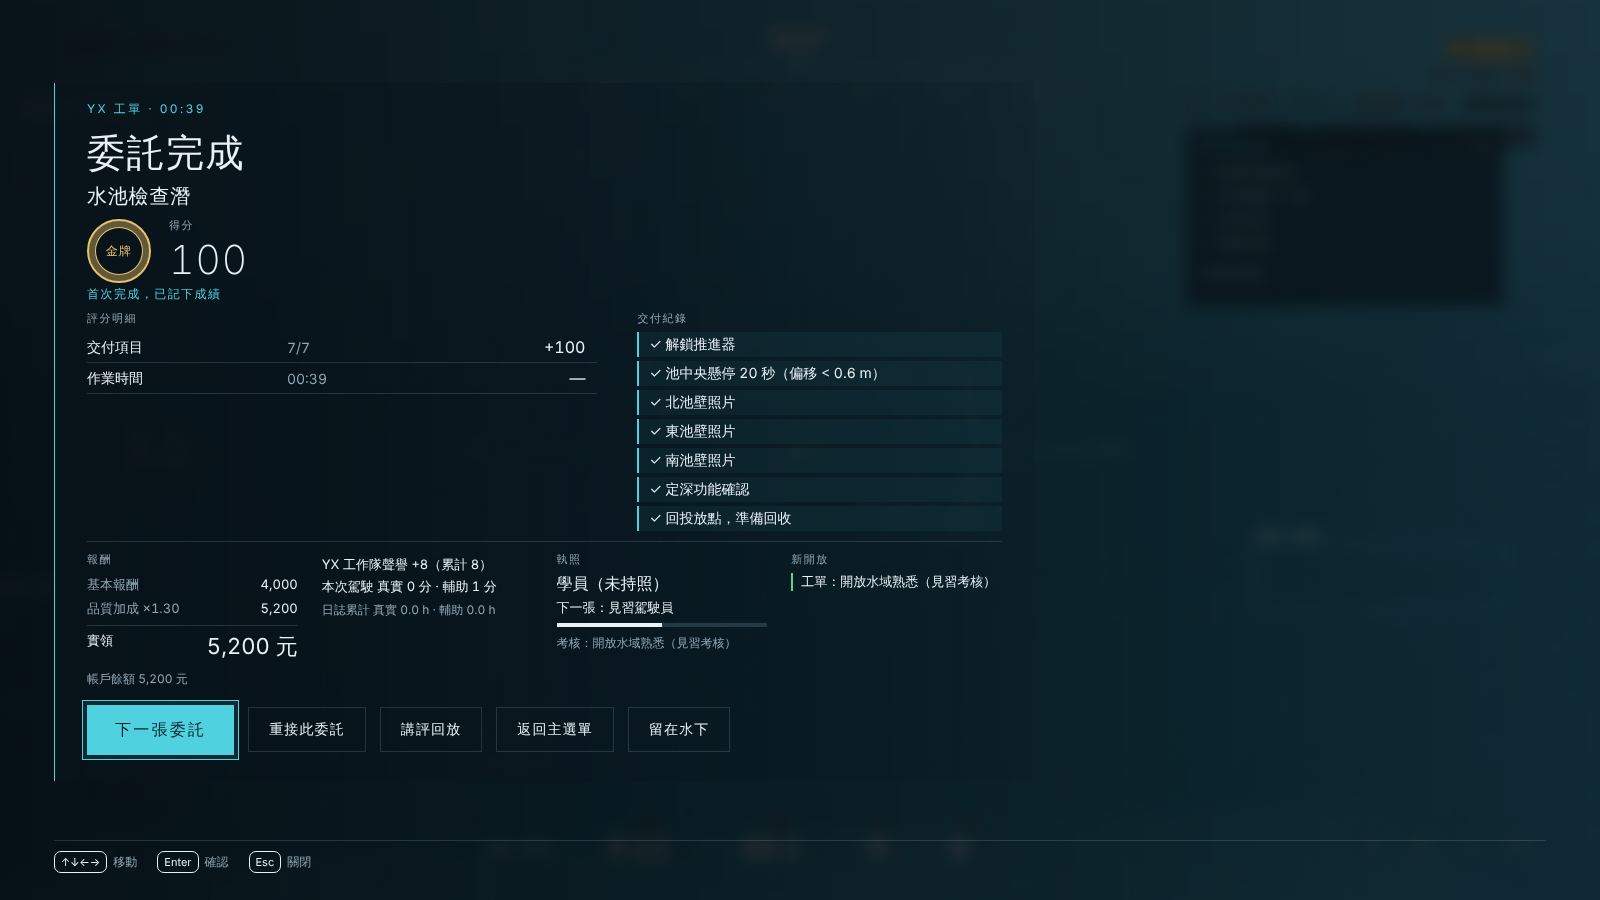 YX 工單 · 00:39
委託完成
水池檢查潛
金牌
得分
100
首次完成，已記下成績
評分明細
交付項目 7/7 +100
作業時間 00:39 —
交付紀錄
✓ 解鎖推進器
✓ 池中央懸停 20 秒（偏移 < 0.6 m）
✓ 北池壁照片
✓ 東池壁照片
✓ 南池壁照片
✓ 定深功能確認
✓ 回投放點，準備回收
報酬
基本報酬 4,000
品質加成 ×1.30 5,200
實領 5,200 元
帳戶餘額 5,200 元
YX 工作隊聲譽 +8（累計 8）
本次駕駛 真實 0 分 · 輔助 1 分
日誌累計 真實 0.0 h · 輔助 0.0 h
執照
學員（未持照）
下一張：見習駕駛員
考核：開放水域熟悉（見習考核）
新開放
工單：開放水域熟悉（見習考核）
下一張委託 重接此委託 講評回放 返回主選單 留在水下
↑↓←→ 移動 Enter 確認 Esc 關閉